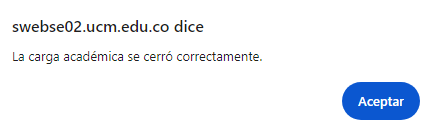 swebse02.ucm.edu.co dice
La carga académica se cerró correctamente.
Aceptar